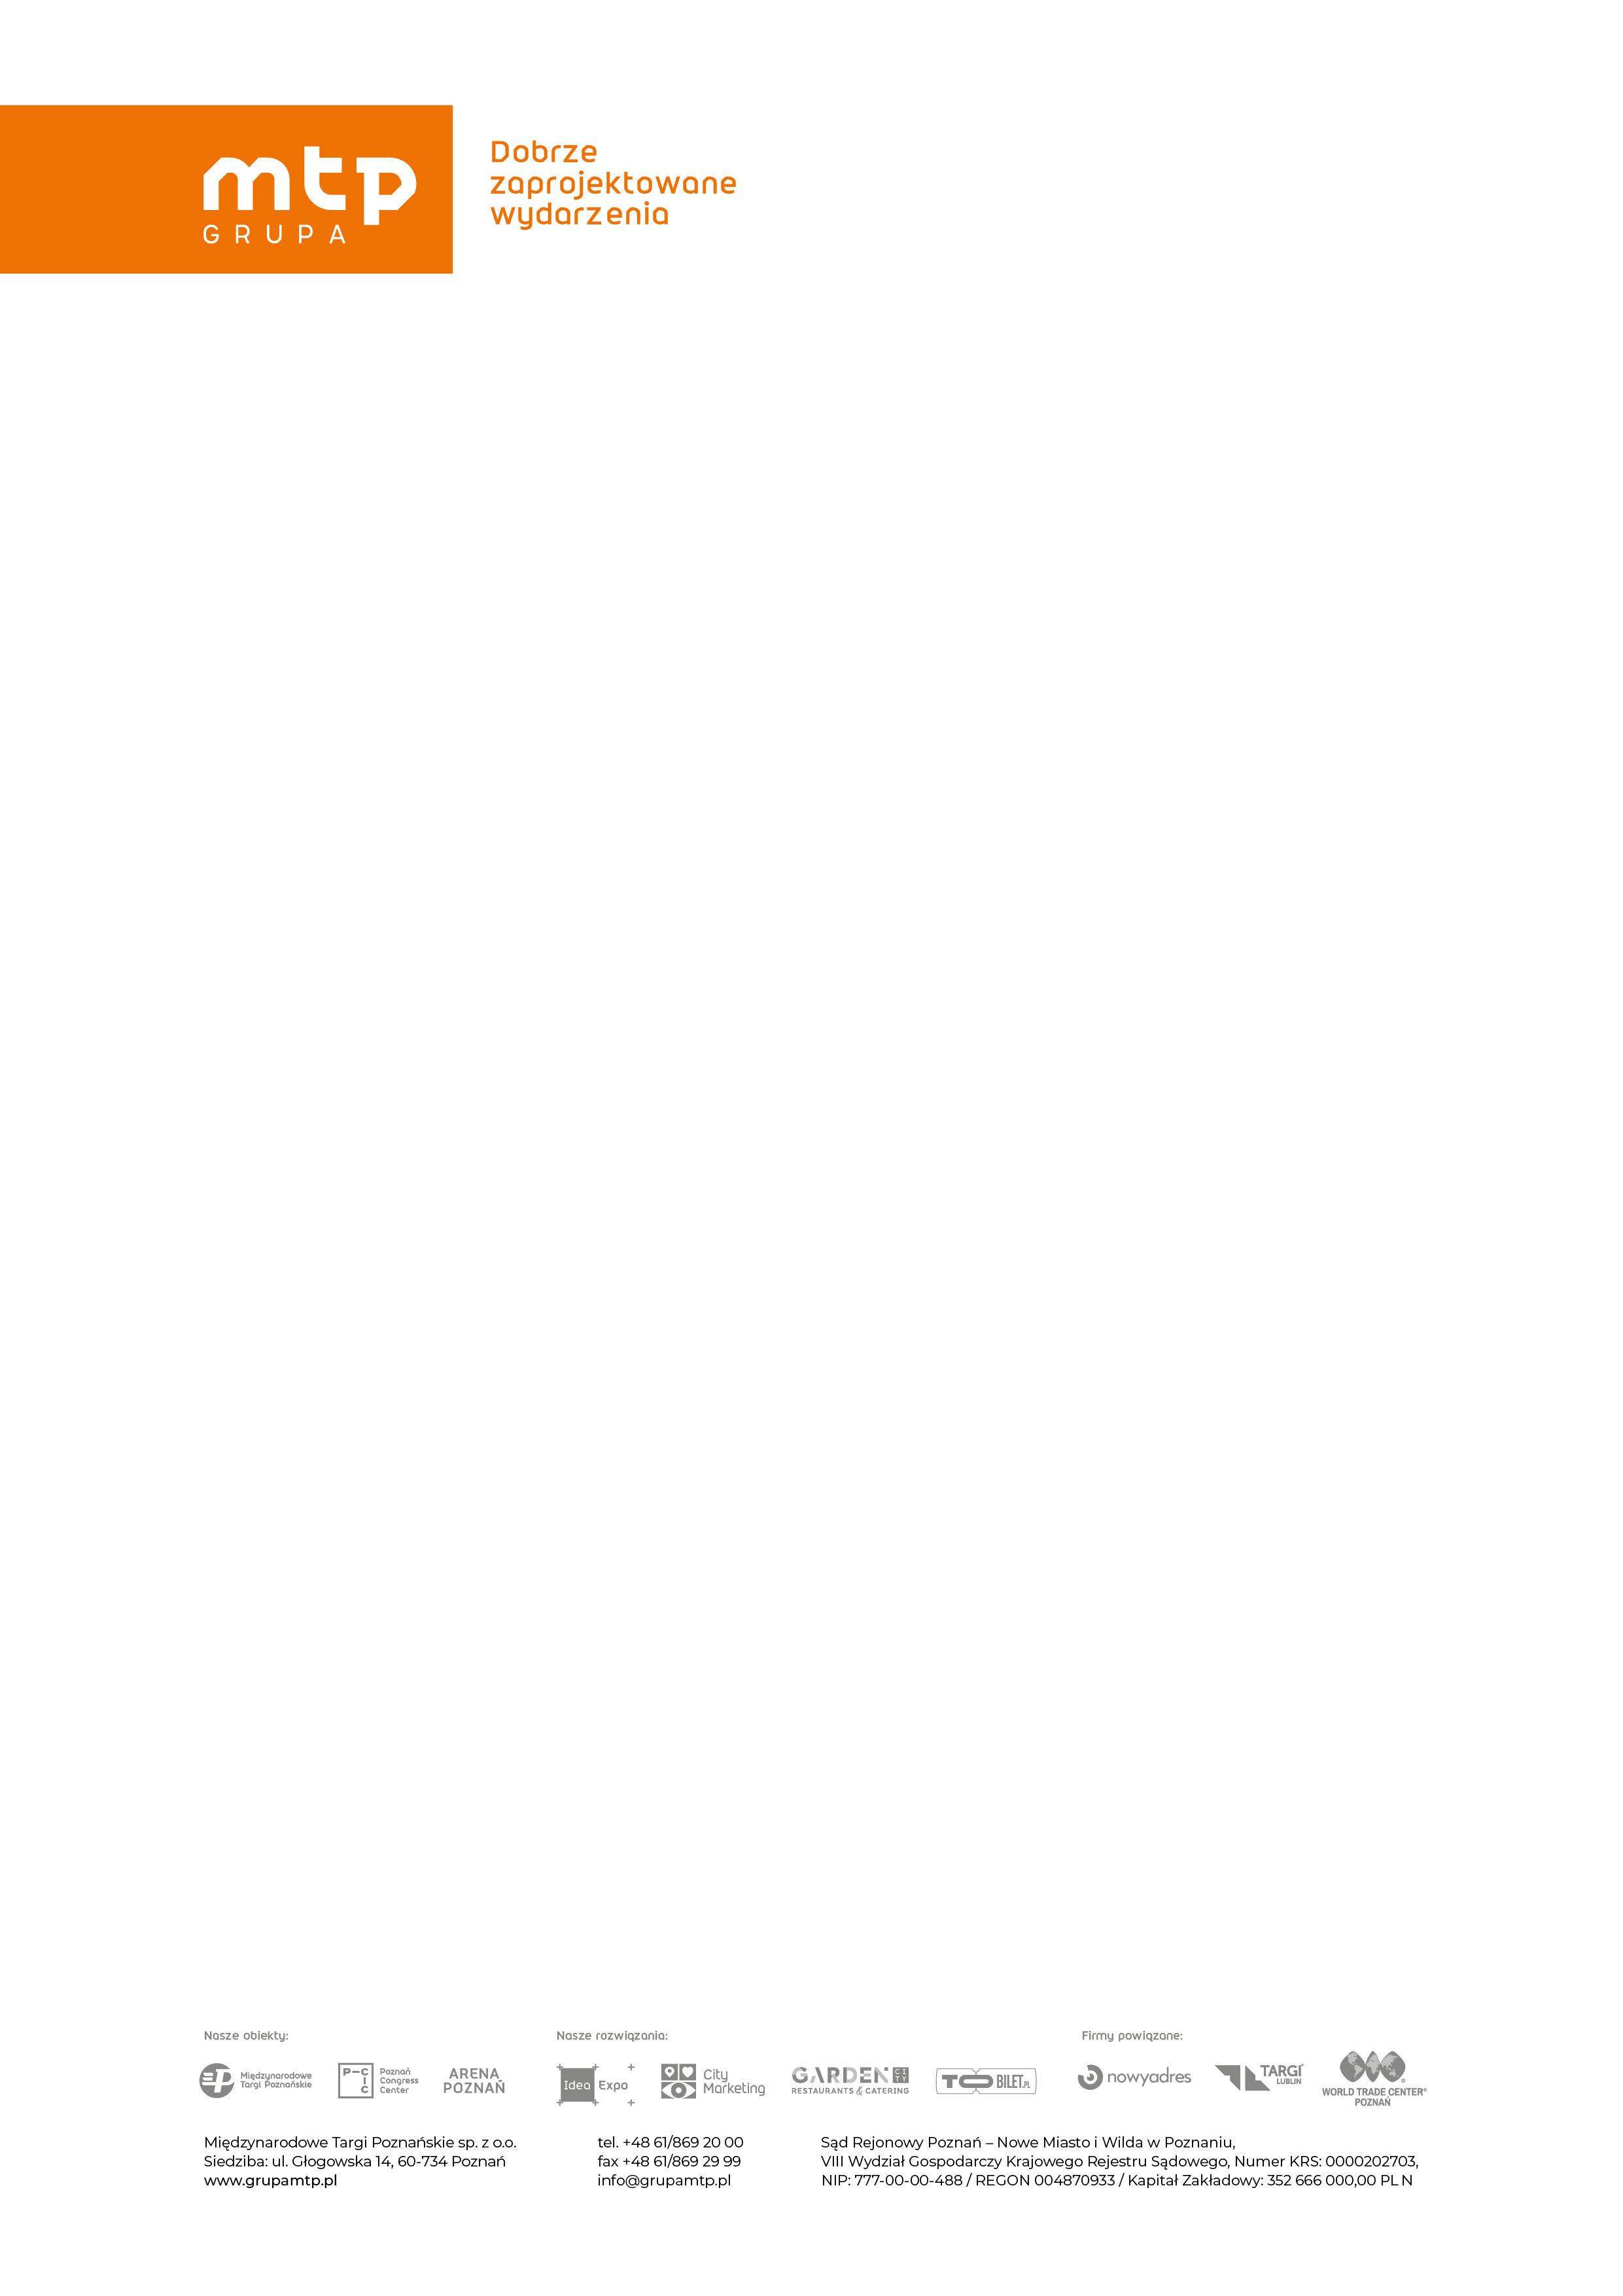 mtp
GRUPA
Dobrze
zaprojektowane
wydarzenia
Nasze obiekty:
Międzynarodowe
Targi Poznańskie
P-C
I
C
Poznań
Congress
Center
ARENA
POZNAŃ
Nasze rozwiązania:
Idea Expo
City
Marketing
GARDEN CITY
RESTAURANTS & CATERING
TOBILET.PL
Firmy powiązane:
nowyadres
TARGI
LUBLIN
WORLD TRADE CENTER®
POZNAŃ
Międzynarodowe Targi Poznańskie sp. z o.o.
Siedziba: ul. Głogowska 14, 60-734 Poznań
www.grupamtp.pl
tel. +48 61/869 20 00
fax +48 61/869 29 99
info@grupamtp.pl
Sąd Rejonowy Poznań – Nowe Miasto i Wilda w Poznaniu,
VIII Wydział Gospodarczy Krajowego Rejestru Sądowego, Numer KRS: 0000202703,
NIP: 777-00-00-488 / REGON 004870933 / Kapitał Zakładowy: 352 666 000,00 PLN